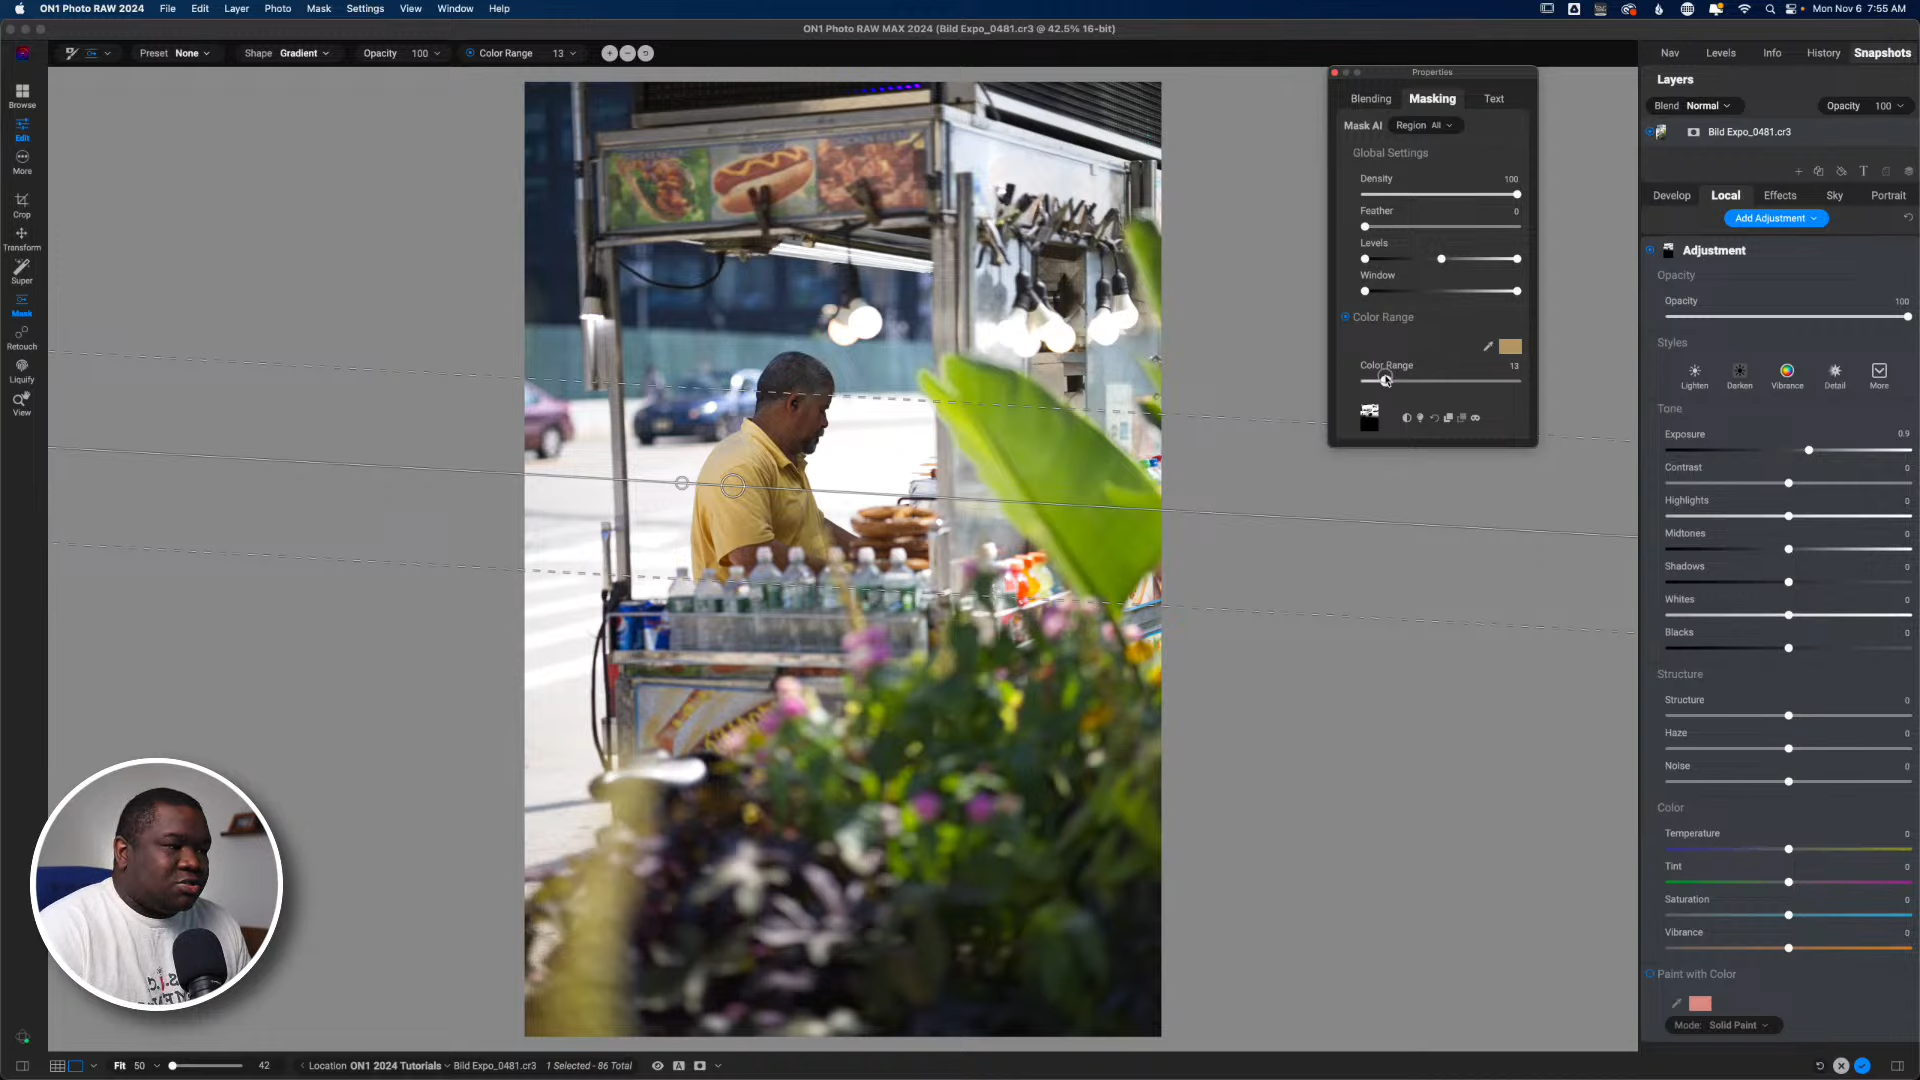 ON1 Photo RAW MAX 2024 File Edit Layer Photo Mask Settings View Window Help
Mon Nov 6 7:55 AM
ON1 Photo RAW MAX 2024 (Bild Expo_0481.cr3 @ 42.5% 16-bit)
Preset None Shape Gradient Opacity 100 Color Range 13
Nav Levels Info History Snapshots
Browse
Edit
More
Crop
Transform
Super
Mask
Retouch
Liquify
View
Properties
Blending Masking Text
Mask AI Region All
Global Settings
Density 100
Feather 0
Levels
Window
Color Range
Color Range 13
Layers
Blend Normal Opacity 100
Bild Expo_0481.cr3
T
Develop Local Effects Sky Portrait
Add Adjustment
Adjustment
Opacity
Opacity 100
Styles
Lighten Darken Vibrance Detail More
Tone
Exposure 0.9
Contrast 0
Highlights 0
Midtones 0
Shadows 0
Whites 0
Blacks 0
Structure
Structure 0
Haze 0
Noise 0
Color
Temperature 0
Tint 0
Saturation 0
Vibrance 0
Paint with Color
Mode: Solid Paint
Fit 50 42 Location ON1 2024 Tutorials Bild Expo_0481.cr3 1 Selected - 86 Total A